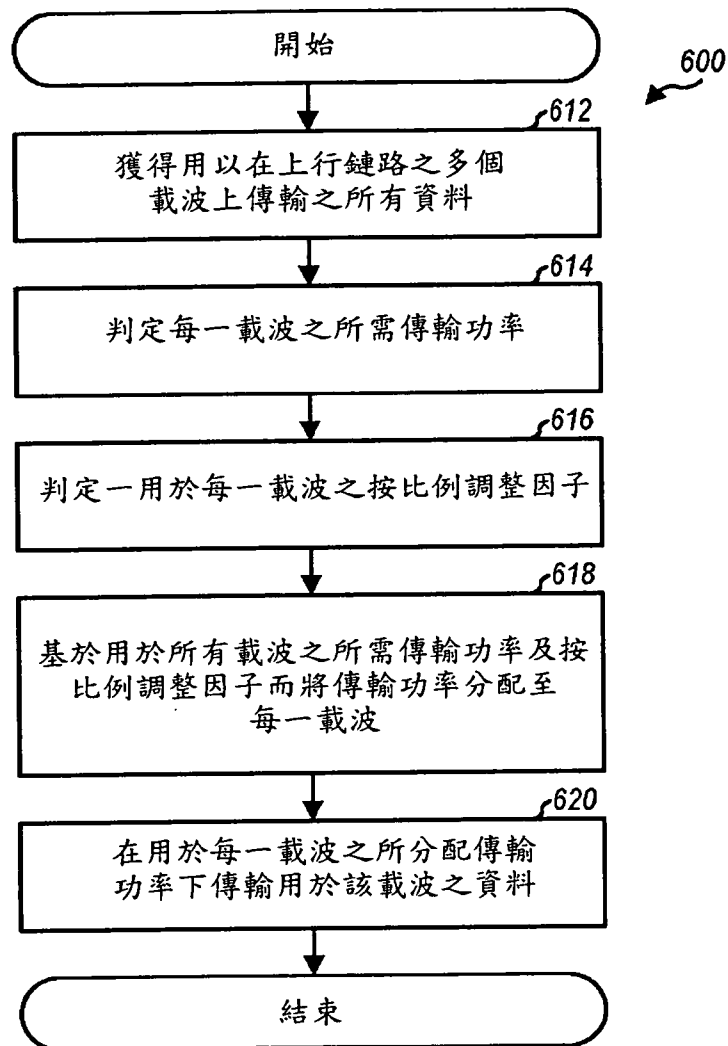 開始
600
612
獲得用以在上行鏈路之多個
載波上傳輸之所有資料
614
判定每一載波之所需傳輸功率
616
判定一用於每一載波之按比例調整因子
618
基於用於所有載波之所需傳輸功率及按
比例調整因子而將傳輸功率分配至
每一載波
620
在用於每一載波之所分配傳輸
功率下傳輸用於該載波之資料
結束